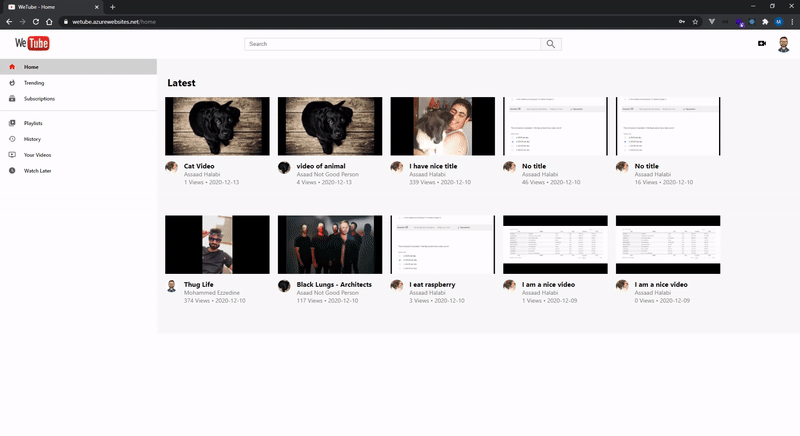 WeTube - Home
wetube.azurewebsites.net/home
M
WeTube
Search
Home
Trending
Subscriptions
Playlists
History
Your Videos
Watch Later
Latest
Cat Video
Assaad Halabi
1 Views • 2020-12-13
video of animal
Assaad Not Good Person
4 Views • 2020-12-13
I have nice title
Assaad Halabi
339 Views • 2020-12-10
No title
Assaad Halabi
46 Views • 2020-12-10
No title
Assaad Halabi
16 Views • 2020-12-10
Thug Life
Mohammed Ezzedine
374 Views • 2020-12-10
Black Lungs - Architects
Assaad Not Good Person
117 Views • 2020-12-10
I eat raspberry
Assaad Halabi
3 Views • 2020-12-10
I am a nice video
Assaad Halabi
1 Views • 2020-12-09
I am a nice video
Assaad Halabi
0 Views • 2020-12-09